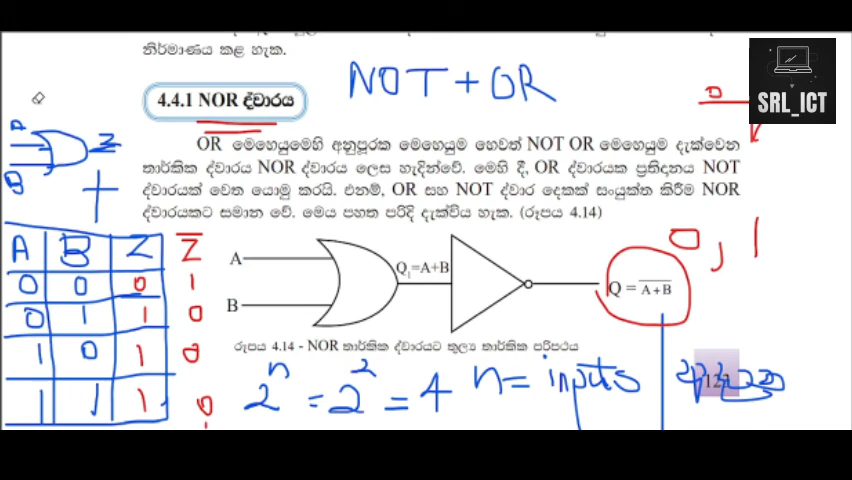 නිර්මාණය කළ හැක.
NOT + OR
4.4.1 NOR ද්වාරය
SRL_ICT
OR මෙහෙයුමෙහි අනුපූරක මෙහෙයුම හෙවත් NOT OR මෙහෙයුම දැක්වෙන
තාර්කික ද්වාරය NOR ද්වාරය ලෙස හැඳින්වේ. මෙහි දී, OR ද්වාරයක ප්‍රතිදානය NOT
ද්වාරයක් වෙත යොමු කරයි. එනම්, OR සහ NOT ද්වාර දෙකක් සංයුක්ත කිරීම NOR
ද්වාරයකට සමාන වේ. මෙය පහත පරිදි දැක්විය හැක. (රූපය 4.14)
A
B
Z
+
0
0, 1
A B Z Z̅
0 0 0 1
0 1 1 0
1 0 1 0
1 1 1 0
A
B
Q₁=A+B
Q = A̅+̅B̅
රූපය 4.14 - NOR තාර්කික ද්වාරයට තුල්‍ය තාර්කික පරිපථය
2ⁿ = 2² = 4
n = inputs